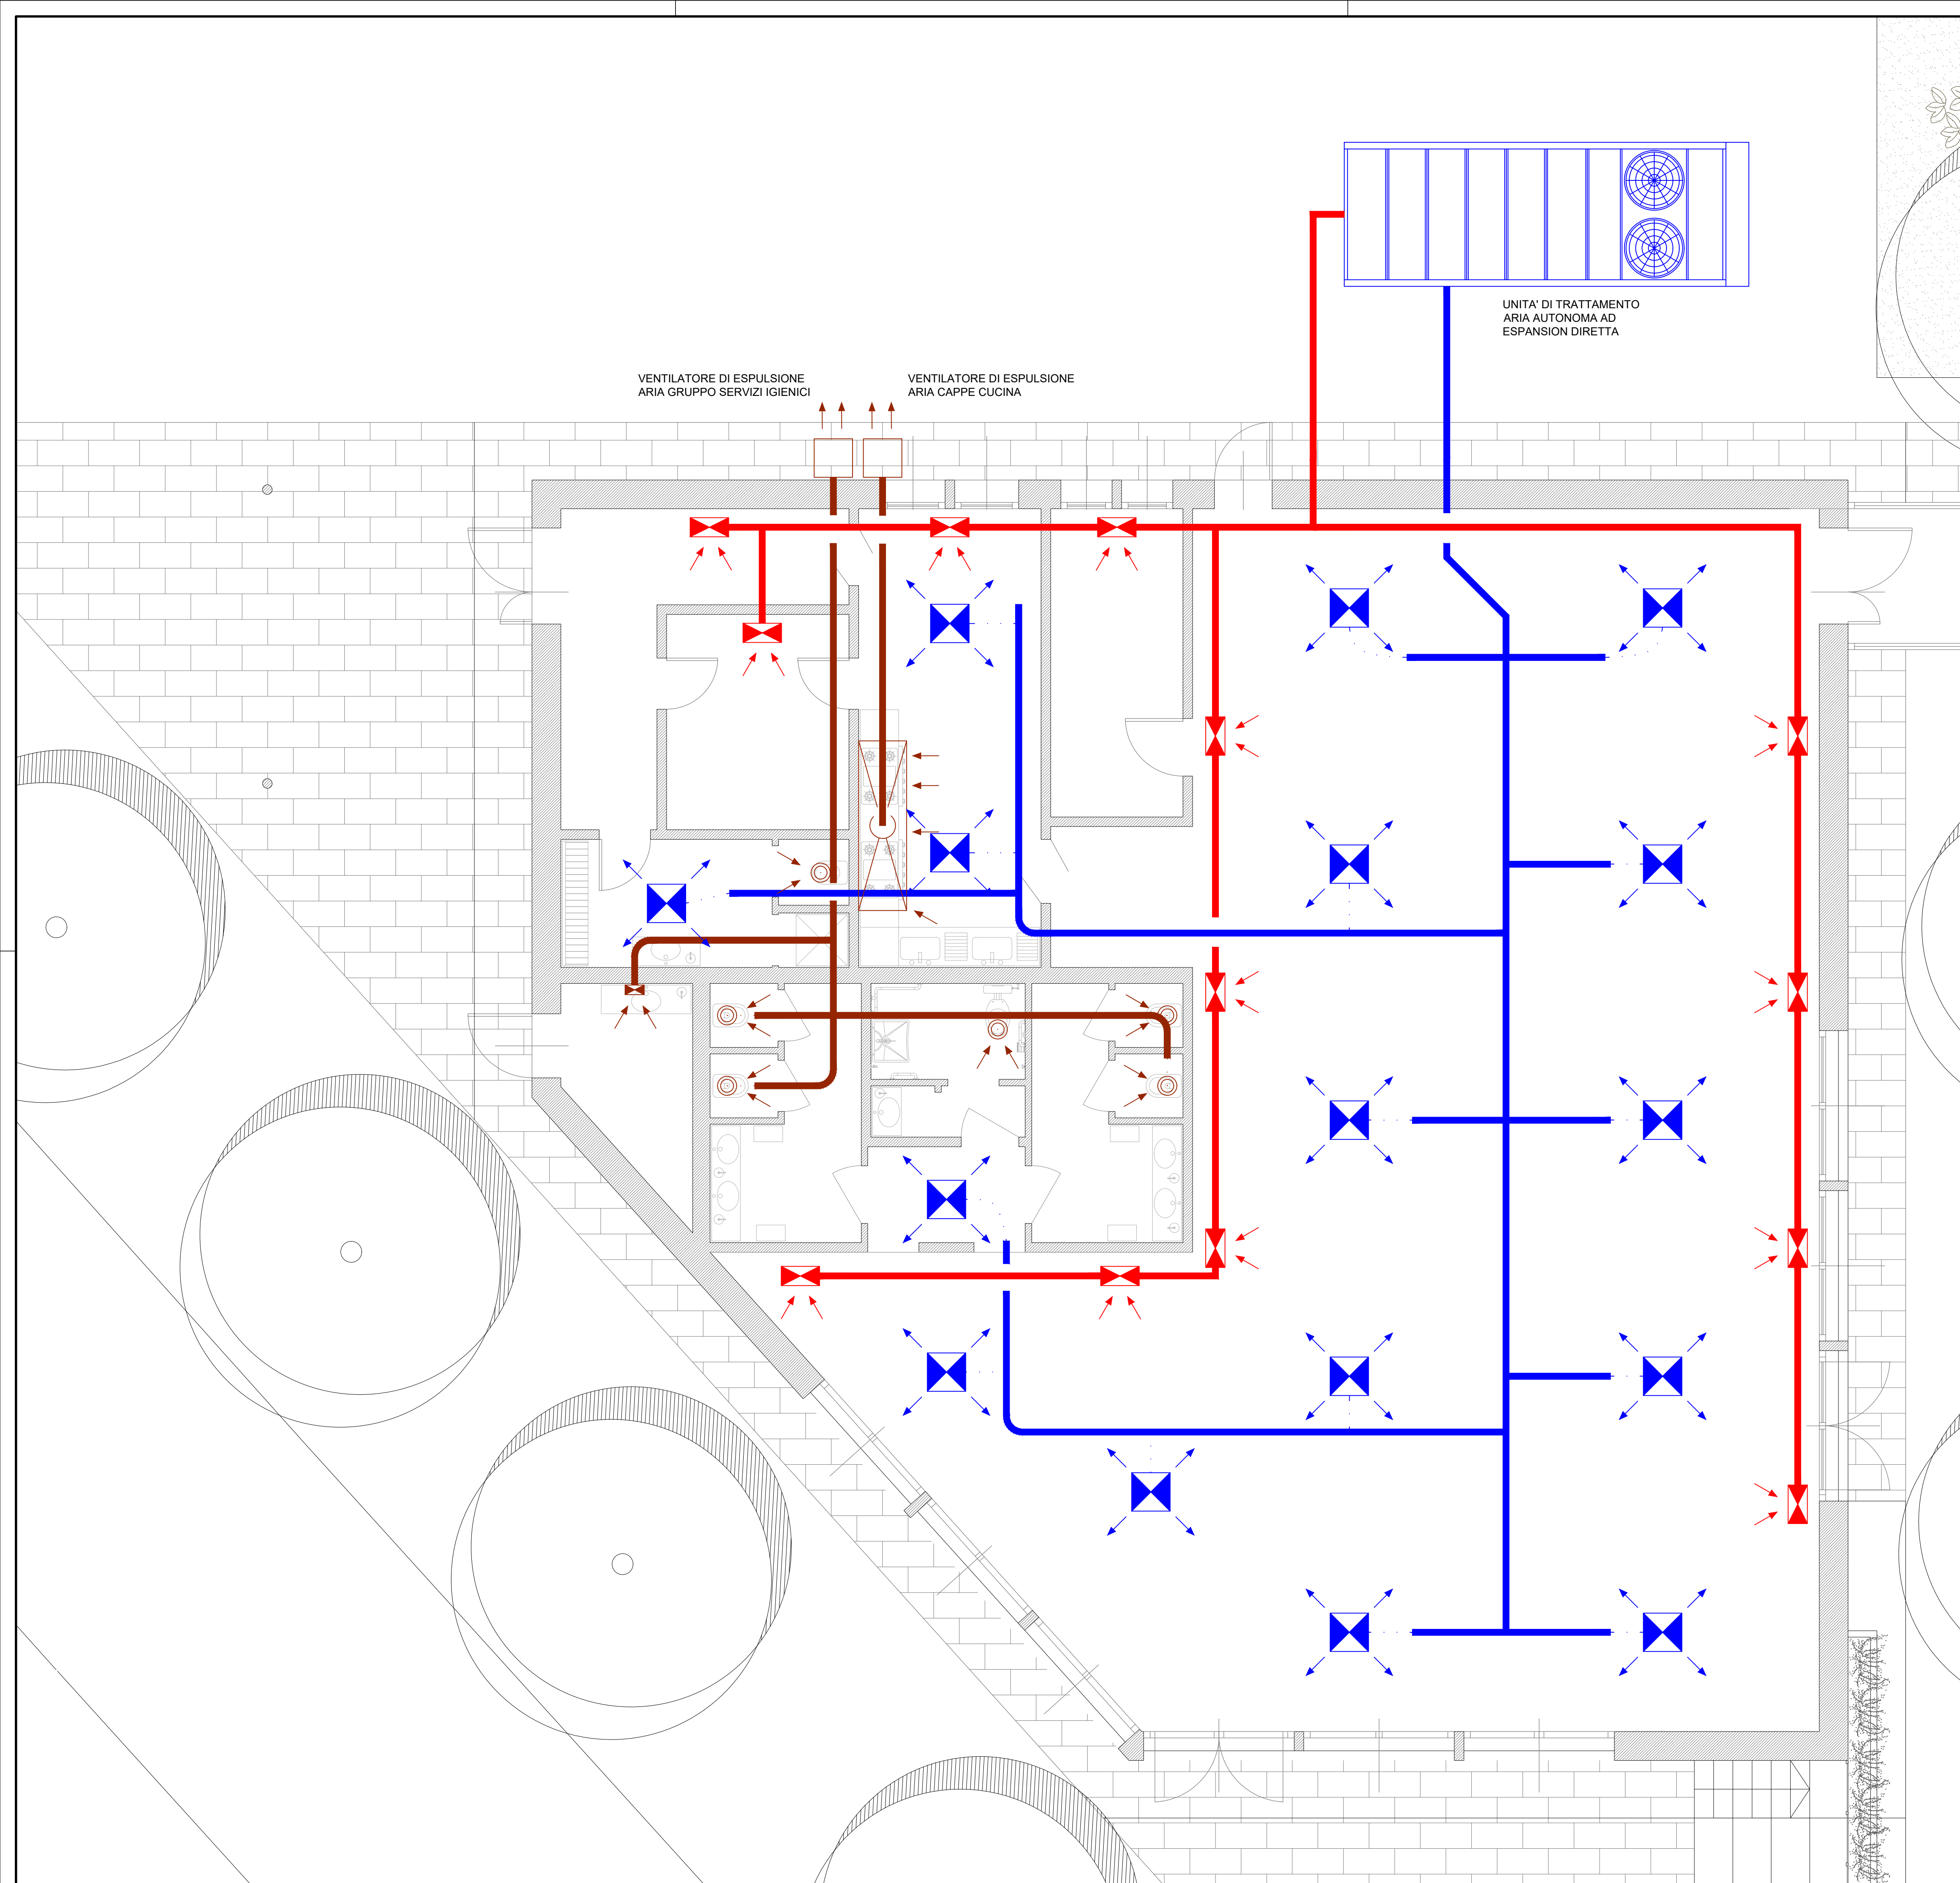 UNITA' DI TRATTAMENTO
ARIA AUTONOMA AD
ESPANSION DIRETTA
VENTILATORE DI ESPULSIONE
ARIA GRUPPO SERVIZI IGIENICI
VENTILATORE DI ESPULSIONE
ARIA CAPPE CUCINA